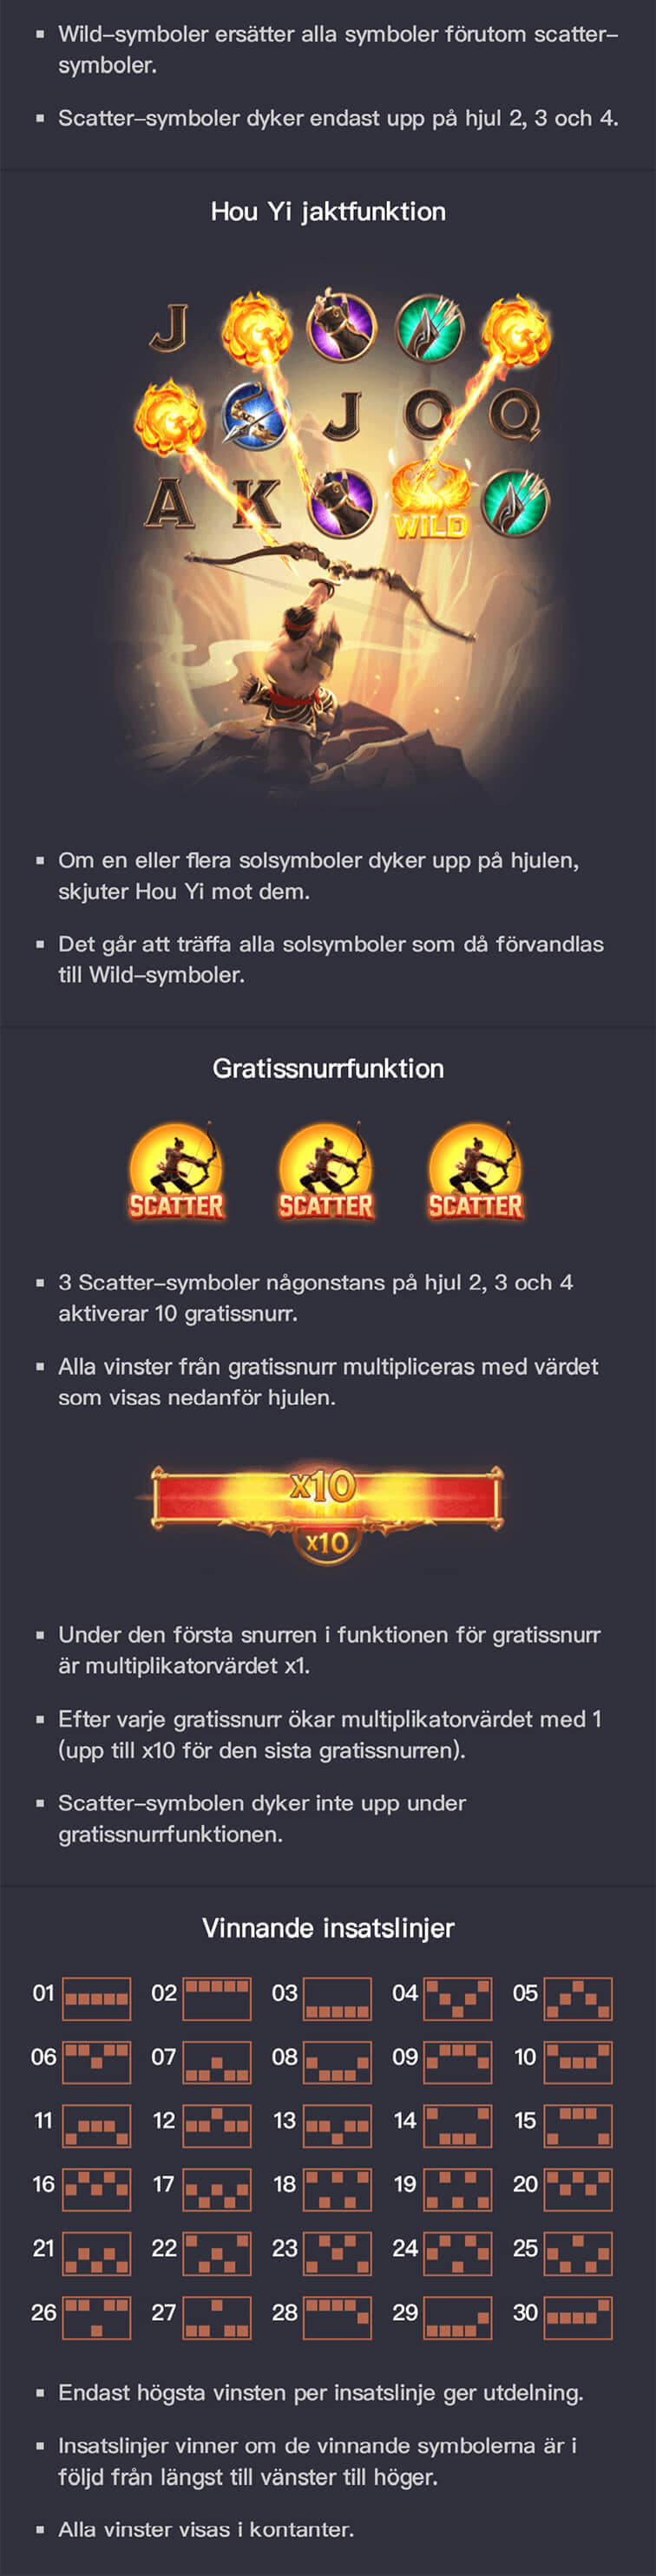 ▪ Wild–symboler ersätter alla symboler förutom scatter–
symboler.
▪ Scatter–symboler dyker endast upp på hjul 2, 3 och 4.
Hou Yi jaktfunktion
J
J Q Q
A K WILD
▪ Om en eller flera solsymboler dyker upp på hjulen,
skjuter Hou Yi mot dem.
▪ Det går att träffa alla solsymboler som då förvandlas
till Wild–symboler.
Gratissnurrfunktion
SCATTER SCATTER SCATTER
▪ 3 Scatter–symboler någonstans på hjul 2, 3 och 4
aktiverar 10 gratissnurr.
▪ Alla vinster från gratissnurr multipliceras med värdet
som visas nedanför hjulen.
x10
x10
▪ Under den första snurren i funktionen för gratissnurr
är multiplikatorvärdet x1.
▪ Efter varje gratissnurr ökar multiplikatorvärdet med 1
(upp till x10 för den sista gratissnurren).
▪ Scatter–symbolen dyker inte upp under
gratissnurrfunktionen.
Vinnande insatslinjer
01 02 03 04 05
06 07 08 09 10
11 12 13 14 15
16 17 18 19 20
21 22 23 24 25
26 27 28 29 30
▪ Endast högsta vinsten per insatslinje ger utdelning.
▪ Insatslinjer vinner om de vinnande symbolerna är i
följd från längst till vänster till höger.
▪ Alla vinster visas i kontanter.